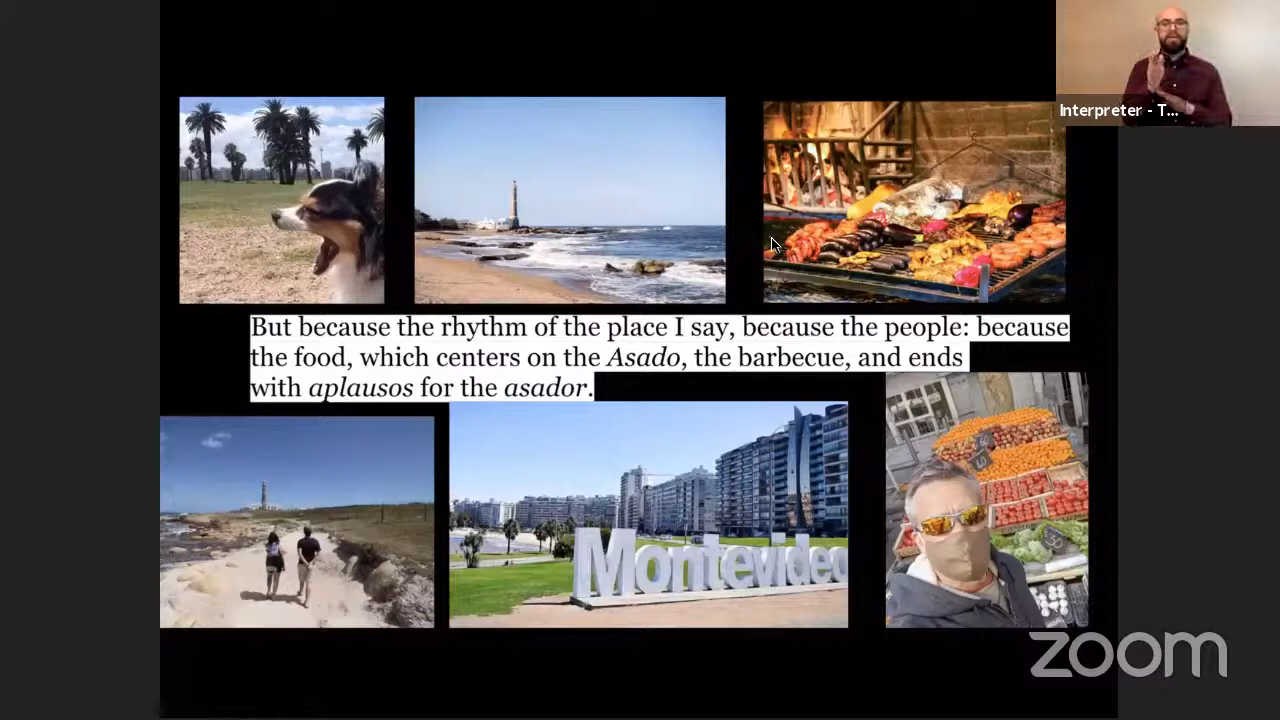 Interpreter - T...
But because the rhythm of the place I say, because the people: because
the food, which centers on the Asado, the barbecue, and ends
with aplausos for the asador.
Montevideo
zoom